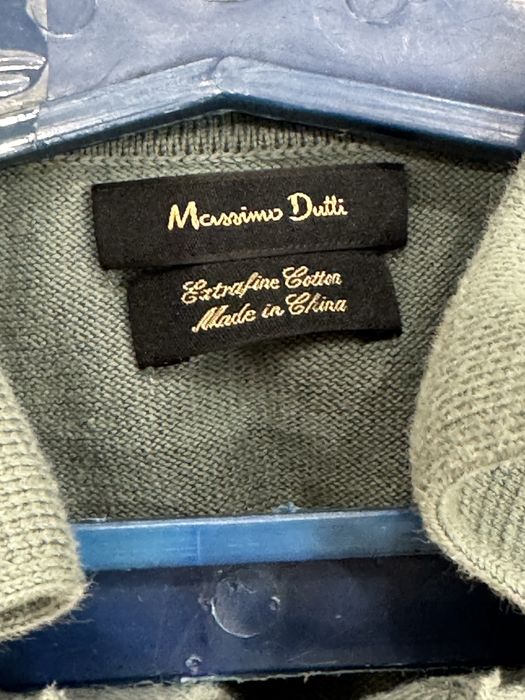 Massimo Dutti
Extrafine Cotton
Made in China